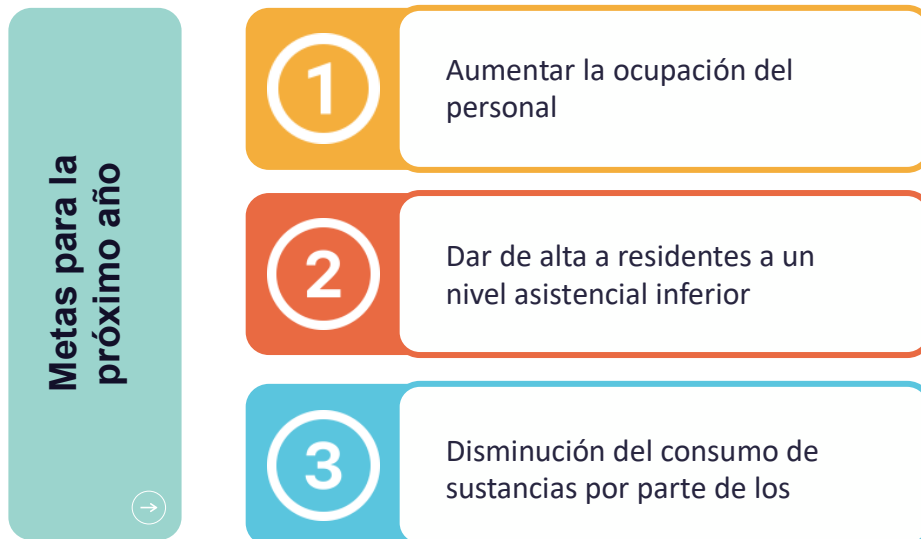 Metas para la
próximo año
1
Aumentar la ocupación del
personal
2
Dar de alta a residentes a un
nivel asistencial inferior
3
Disminución del consumo de
sustancias por parte de los